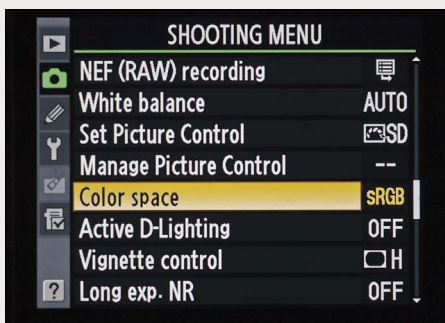 SHOOTING MENU
NEF (RAW) recording
White balance AUTO
Set Picture Control SD
Manage Picture Control --
Color space sRGB
Active D-Lighting OFF
Vignette control H
Long exp. NR OFF
?